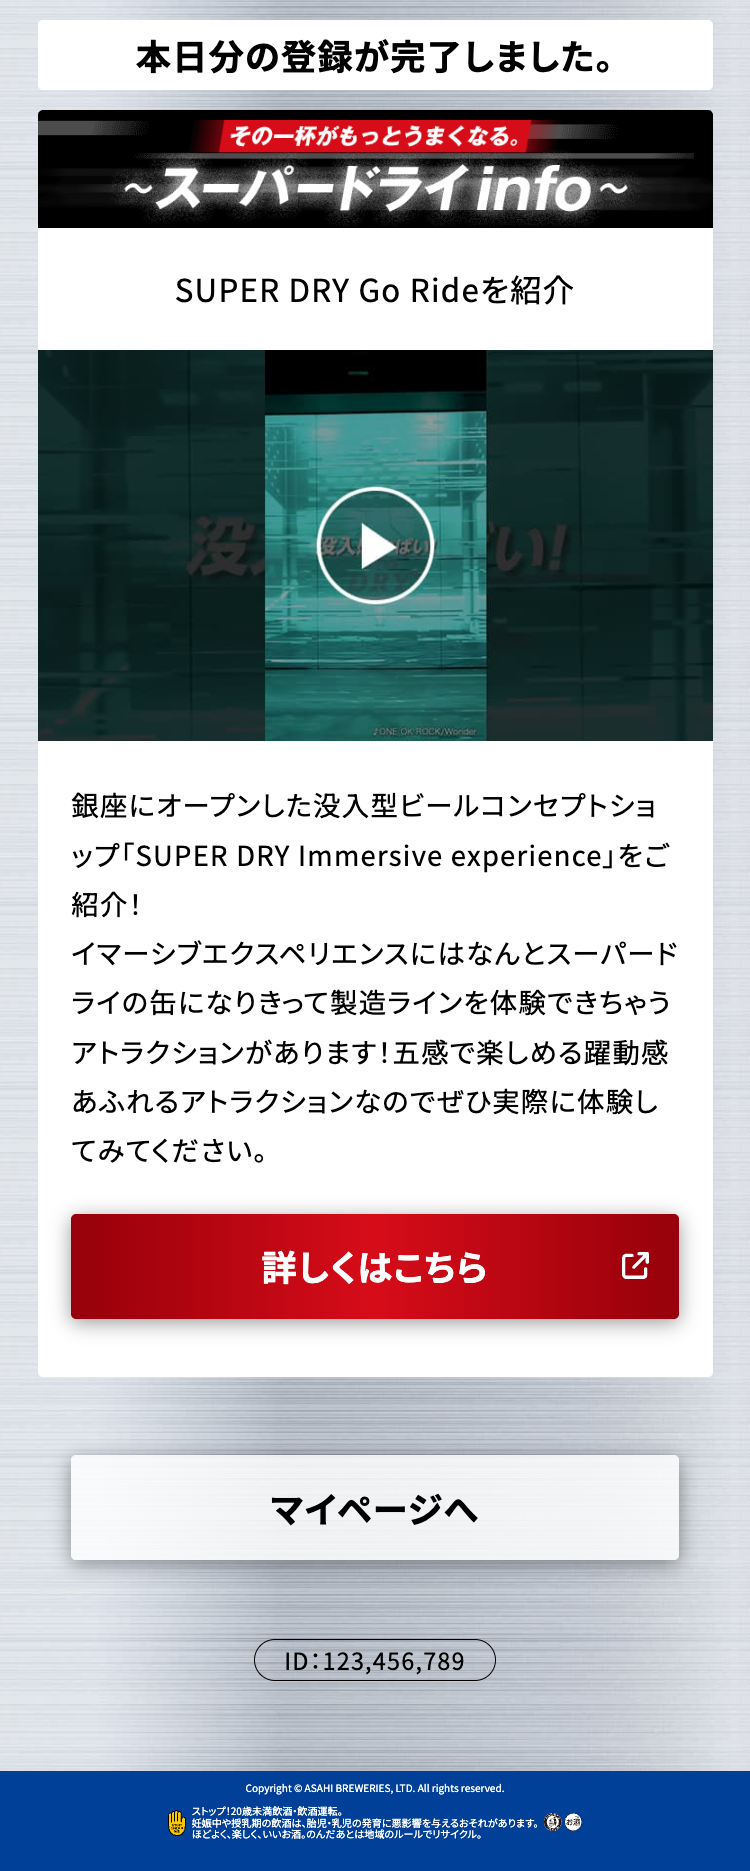 本日分の登録が完了しました。
その一杯がもっとうまくなる。
～スーパードライ info～
SUPER DRY Go Rideを紹介
♪ONE OK ROCK/Wonder
銀座にオープンした没入型ビールコンセプトショ
ップ「SUPER DRY Immersive experience」をご
紹介！
イマーシブエクスペリエンスにはなんとスーパード
ライの缶になりきって製造ラインを体験できちゃう
アトラクションがあります！五感で楽しめる躍動感
あふれるアトラクションなのでぜひ実際に体験し
てみてください。
詳しくはこちら
マイページへ
ID：123,456,789
Copyright © ASAHI BREWERIES, LTD. All rights reserved.
ストップ！20歳未満飲酒・飲酒運転。
妊娠中や授乳期の飲酒は、胎児・乳児の発育に悪影響を与えるおそれがあります。
お酒
ほどよく、楽しく、いいお酒。のんだあとは地域のルールでリサイクル。